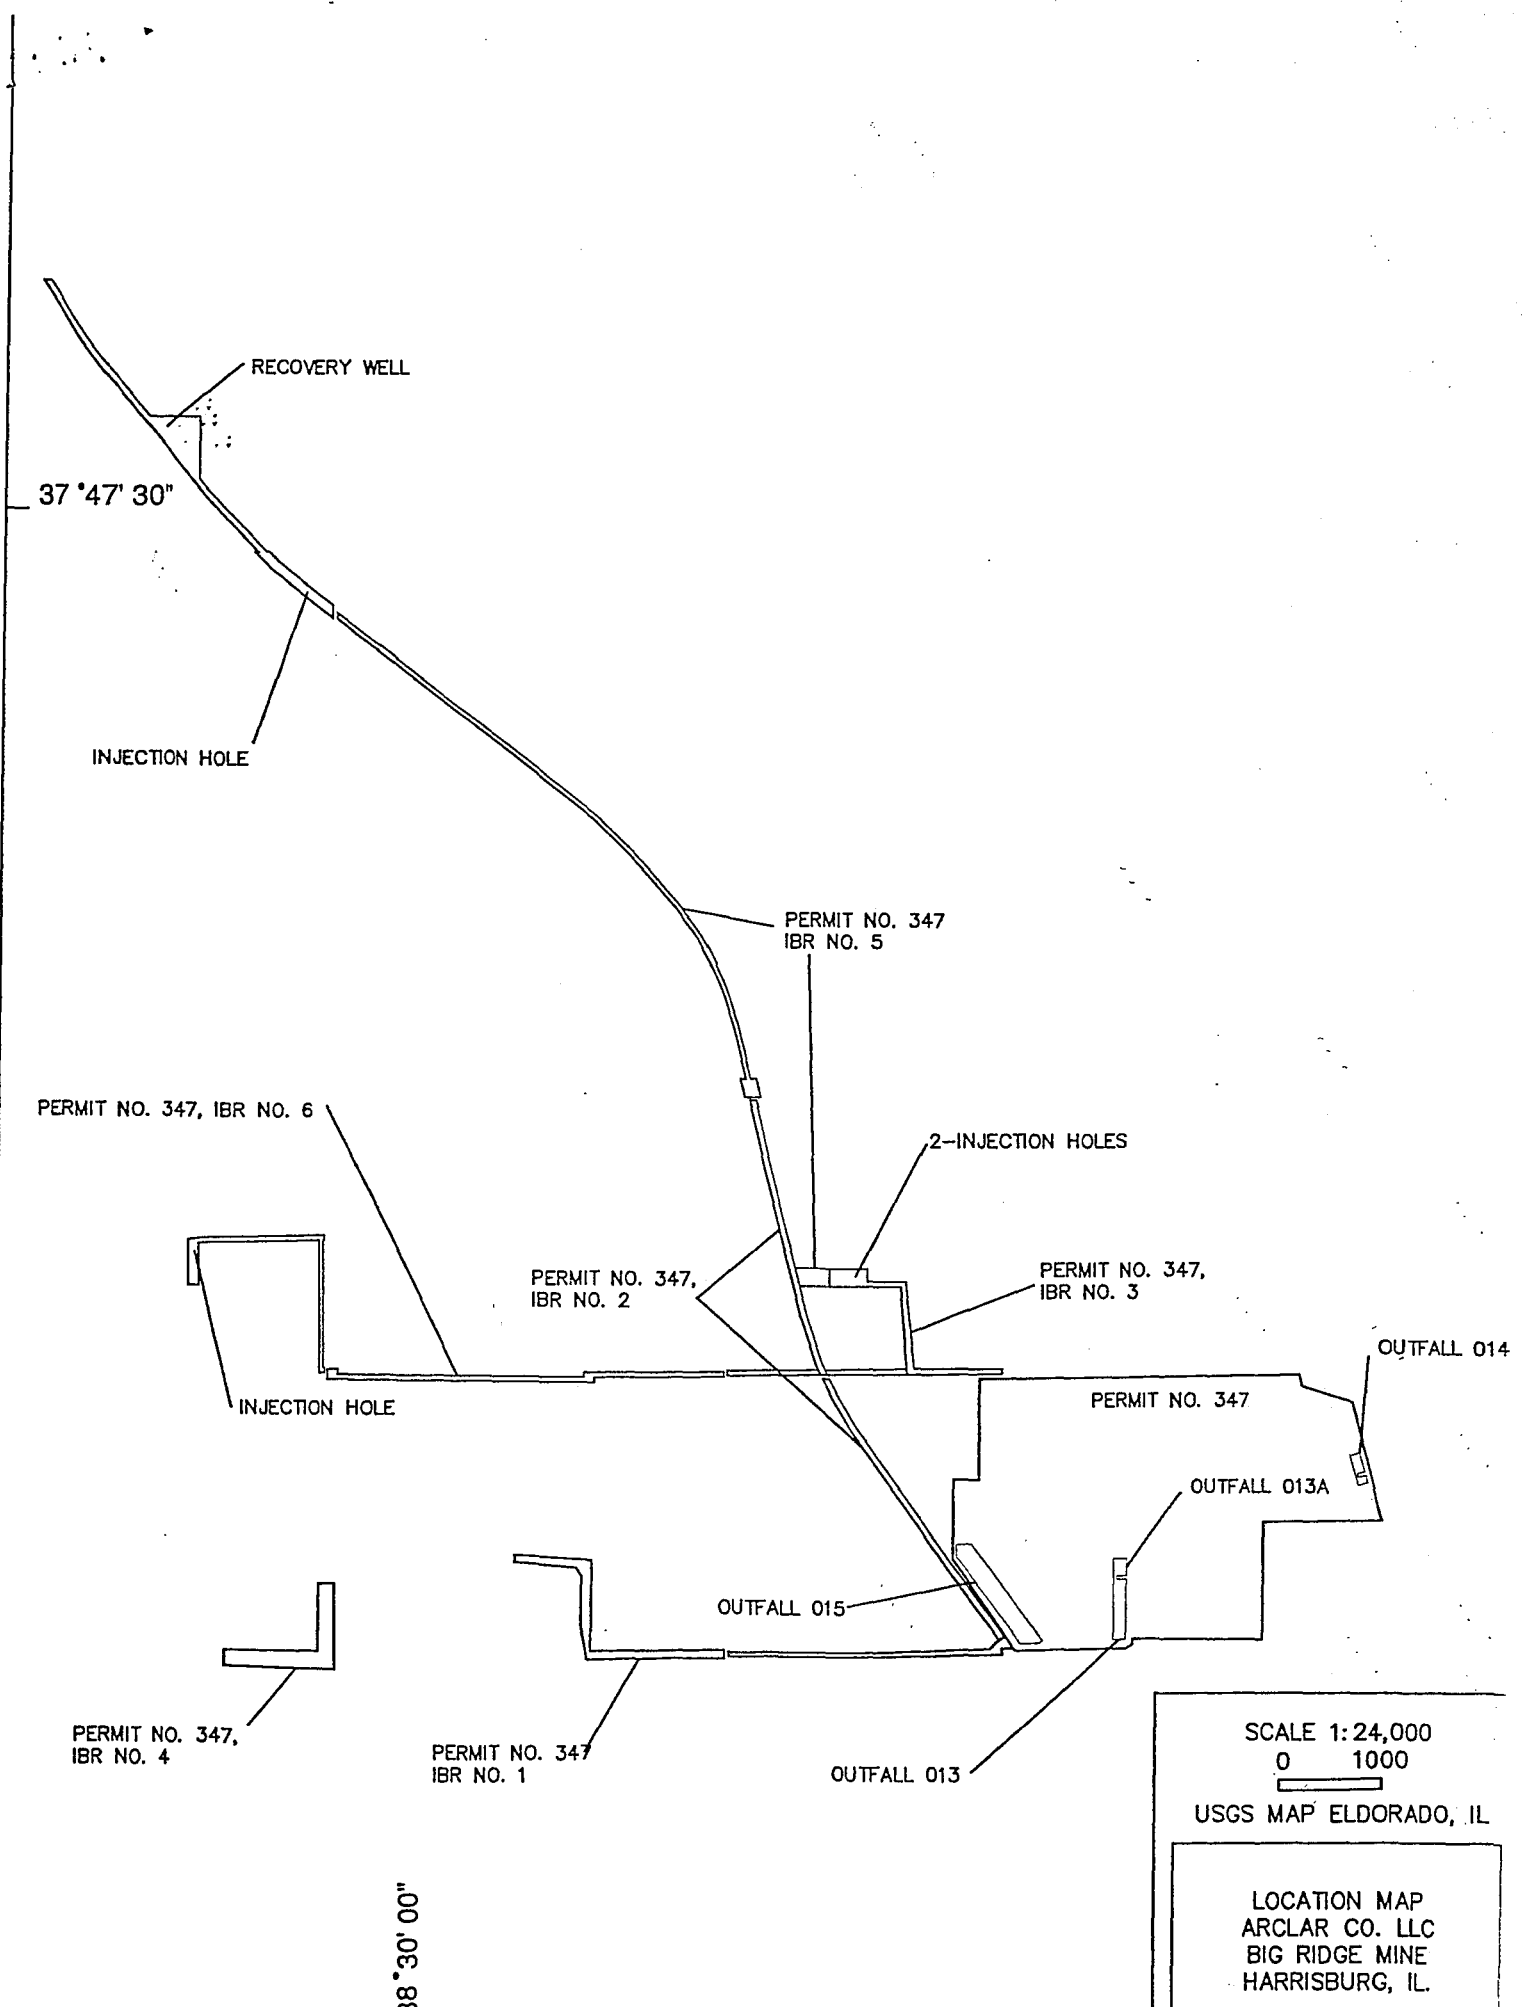 RECOVERY WELL
37°47' 30"
INJECTION HOLE
PERMIT NO. 347
IBR NO. 5
PERMIT NO. 347, IBR NO. 6
2-INJECTION HOLES
PERMIT NO. 347,
IBR NO. 2
PERMIT NO. 347,
IBR NO. 3
OUTFALL 014
INJECTION HOLE
PERMIT NO. 347
OUTFALL 013A
OUTFALL 015
PERMIT NO. 347,
IBR NO. 4
PERMIT NO. 347
IBR NO. 1
OUTFALL 013
SCALE 1:24,000
0 1000
USGS MAP ELDORADO, IL
LOCATION MAP
ARCLAR CO. LLC
BIG RIDGE MINE
HARRISBURG, IL.
88°30' 00"